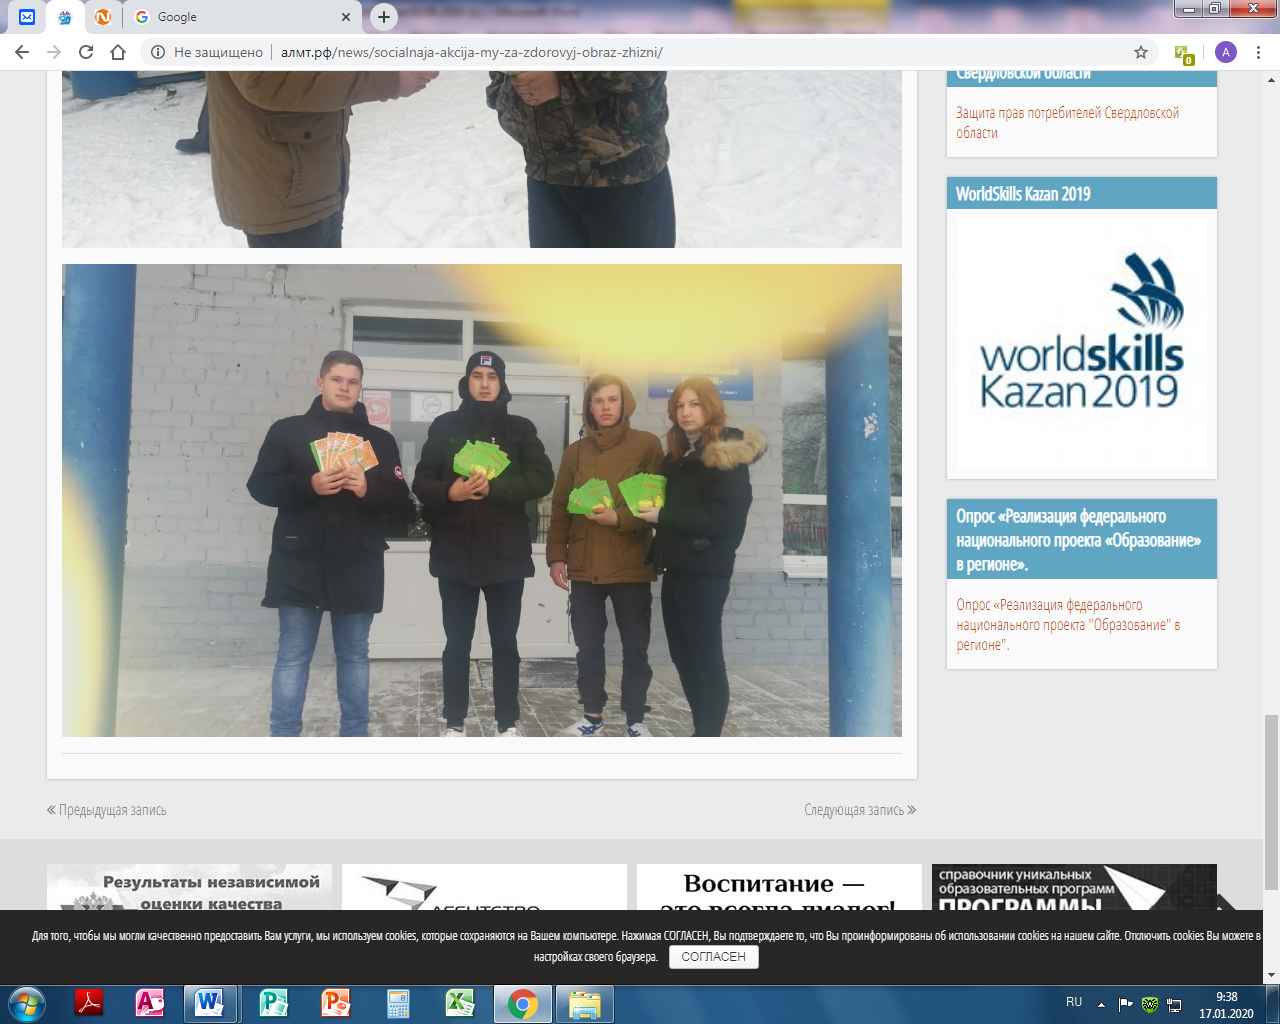 Google
Не защищено
алмт.рф/news/socialnaja-akcija-my-za-zdorovyj-obraz-zhizni/
A
0
Свердловской области
Защита прав потребителей Свердловской
области
WorldSkills Kazan 2019
worldskills
Kazan 2019
Опрос «Реализация федерального
национального проекта «Образование»
в регионе».
Опрос «Реализация федерального
национального проекта "Образование" в
регионе".
« Предыдущая запись
Следующая запись »
Результаты независимой
оценки качества
Воспитание —
это всегда диалог!
справочник уникальных
образовательных программ
ПРОГРАММЫ
Для того, чтобы мы могли качественно предоставить Вам услуги, мы используем cookies, которые сохраняются на Вашем компьютере. Нажимая СОГЛАСЕН, Вы подтверждаете то, что Вы проинформированы об использовании cookies на нашем сайте. Отключить cookies Вы можете в
настройках своего браузера.
СОГЛАСЕН
RU
9:38
17.01.2020